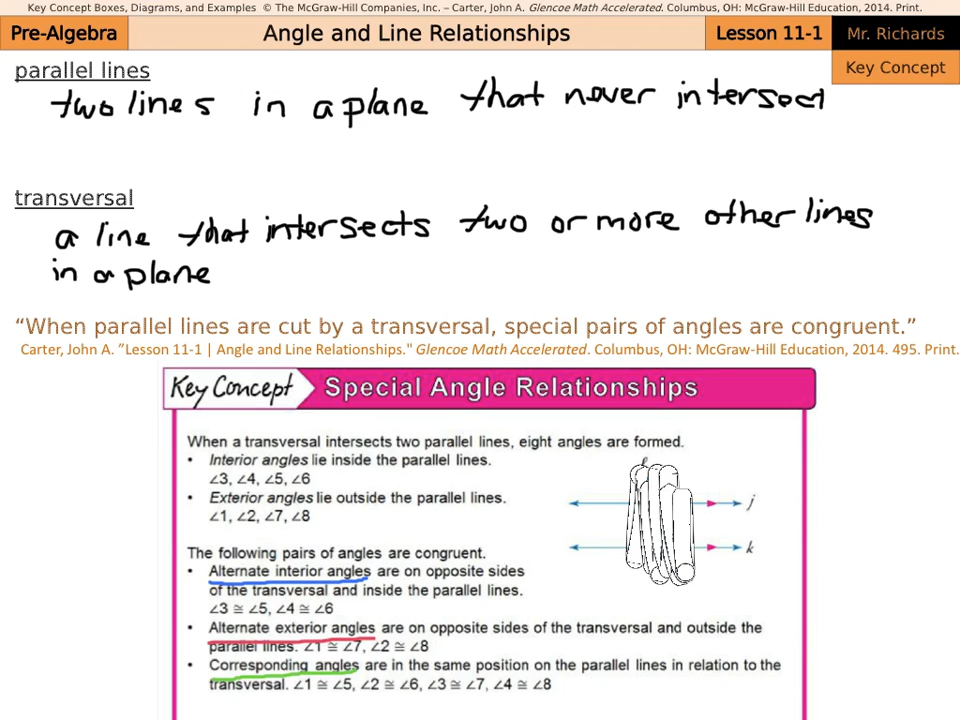 Key Concept Boxes, Diagrams, and Examples © The McGraw-Hill Companies, Inc. – Carter, John A. Glencoe Math Accelerated. Columbus, OH: McGraw-Hill Education, 2014. Print.
Pre-Algebra Angle and Line Relationships Lesson 11-1 Mr. Richards
Key Concept
parallel lines
two lines in a plane that never intersect
transversal
a line that intersects two or more other lines
in a plane
“When parallel lines are cut by a transversal, special pairs of angles are congruent.”
Carter, John A. "Lesson 11-1 | Angle and Line Relationships." Glencoe Math Accelerated. Columbus, OH: McGraw-Hill Education, 2014. 495. Print.
Key Concept Special Angle Relationships
When a transversal intersects two parallel lines, eight angles are formed.
• Interior angles lie inside the parallel lines.
∠3, ∠4, ∠5, ∠6
• Exterior angles lie outside the parallel lines.
∠1, ∠2, ∠7, ∠8
j
k
The following pairs of angles are congruent.
• Alternate interior angles are on opposite sides
of the transversal and inside the parallel lines.
∠3 ≅ ∠5, ∠4 ≅ ∠6
• Alternate exterior angles are on opposite sides of the transversal and outside the
parallel lines. ∠1 ≅ ∠7, ∠2 ≅ ∠8
• Corresponding angles are in the same position on the parallel lines in relation to the
transversal. ∠1 ≅ ∠5, ∠2 ≅ ∠6, ∠3 ≅ ∠7, ∠4 ≅ ∠8